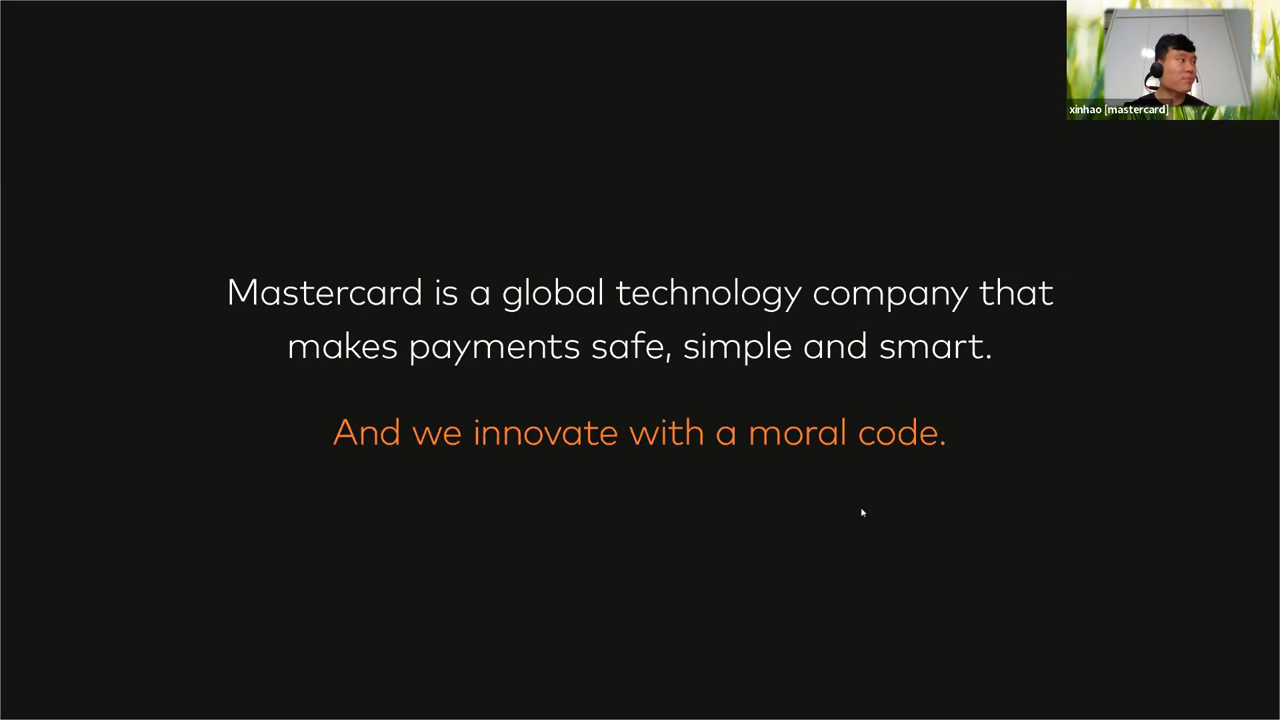 xinhao [mastercard]
Mastercard is a global technology company that
makes payments safe, simple and smart.
And we innovate with a moral code.